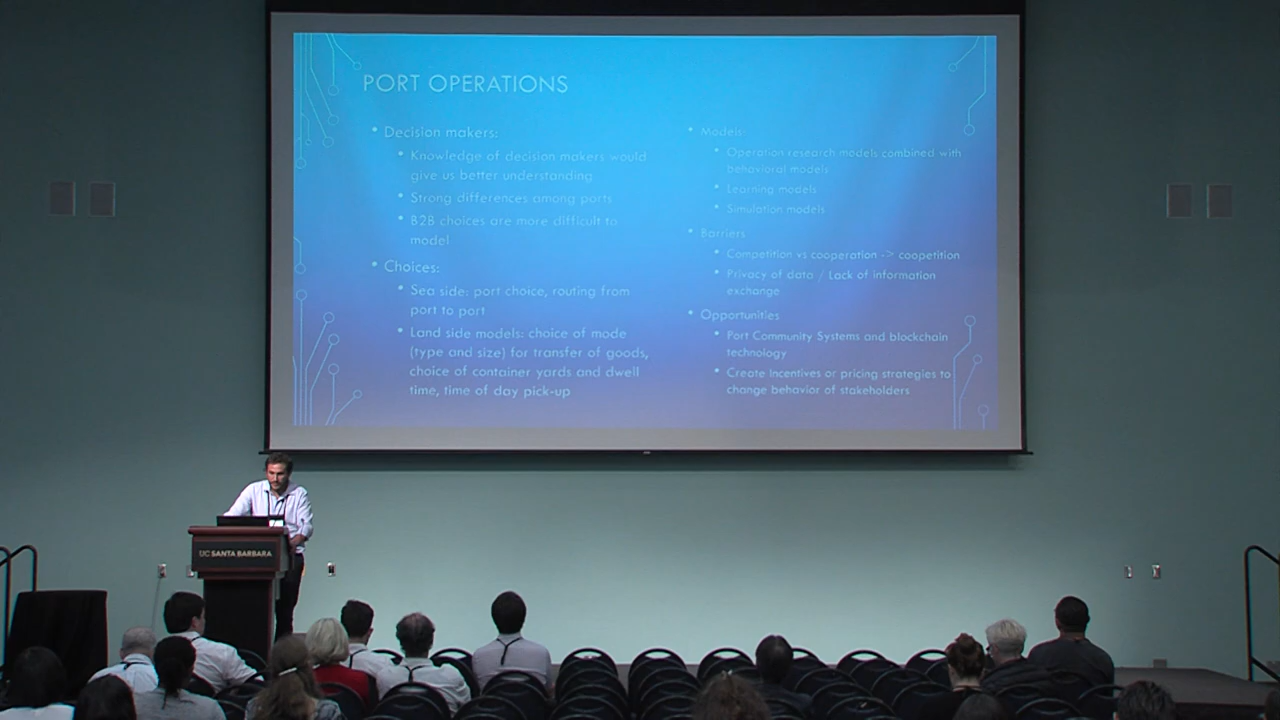 PORT OPERATIONS
• Decision makers:
• Knowledge of decision makers would
give us better understanding
• Strong differences among ports
• B2B choices are more difficult to
model
• Choices:
• Sea side: port choice, routing from
port to port
• Land side models: choice of mode
(type and size) for transfer of goods,
choice of container yards and dwell
time, time of day pick-up
• Models:
• Operation research models combined with
behavioral models
• Learning models
• Simulation models
• Barriers
• Competition vs cooperation -> coopetition
• Privacy of data / Lack of information
exchange
• Opportunities
• Port Community Systems and blockchain
technology
• Create Incentives or pricing strategies to
change behavior of stakeholders
UC SANTA BARBARA